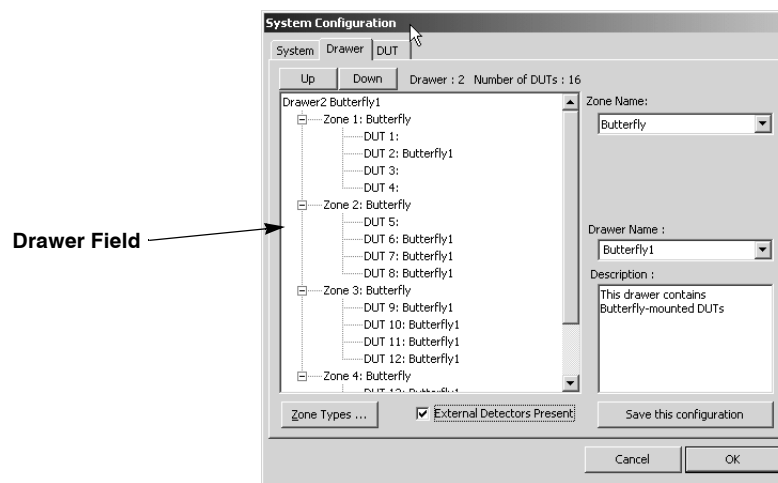 System Configuration
System Drawer DUT
Up Down Drawer : 2 Number of DUTs : 16
Drawer2 Butterfly1
Zone 1: Butterfly
DUT 1:
DUT 2: Butterfly1
DUT 3:
DUT 4:
Zone 2: Butterfly
DUT 5:
DUT 6: Butterfly1
DUT 7: Butterfly1
DUT 8: Butterfly1
Zone 3: Butterfly
DUT 9: Butterfly1
DUT 10: Butterfly1
DUT 11: Butterfly1
DUT 12: Butterfly1
Zone 4: Butterfly
Zone Name:
Butterfly
Drawer Name :
Butterfly1
Description :
This drawer contains
Butterfly-mounted DUTs
Zone Types ... External Detectors Present Save this configuration
Cancel OK
Drawer Field